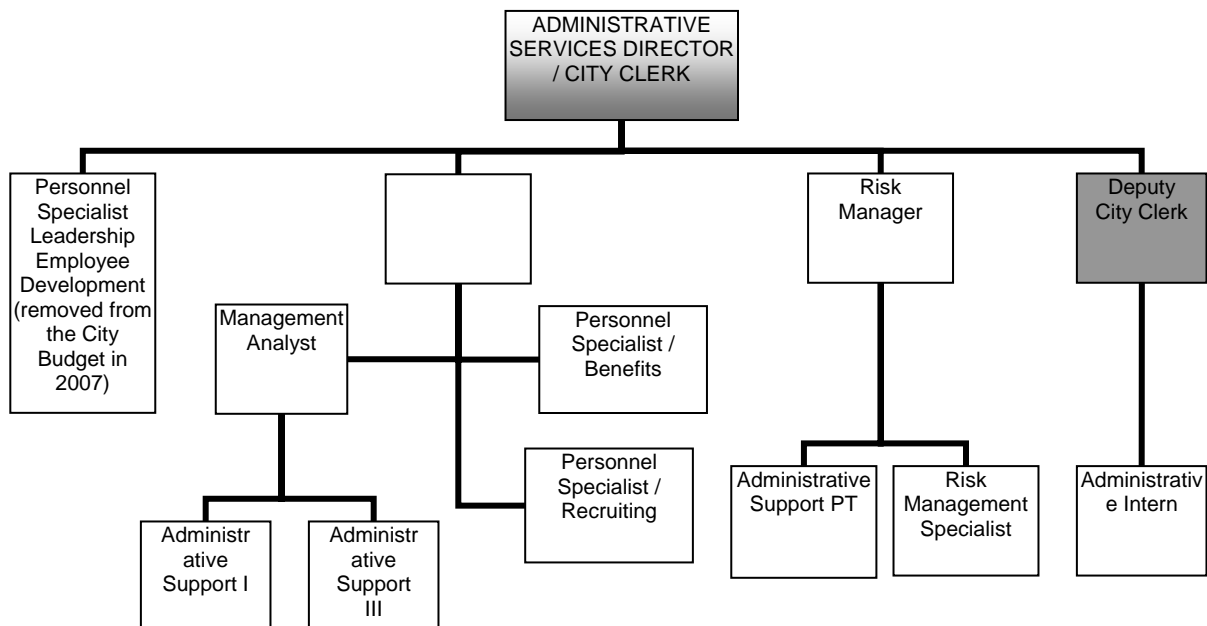 ADMINISTRATIVE
SERVICES DIRECTOR
/ CITY CLERK
Personnel
Specialist
Leadership
Employee
Development
(removed from
the City
Budget in
2007)
Risk
Manager
Deputy
City Clerk
Management
Analyst
Personnel
Specialist /
Benefits
Personnel
Specialist /
Recruiting
Administrative
Support PT
Risk
Management
Specialist
Administrativ
e Intern
Administr
ative
Support I
Administr
ative
Support
III